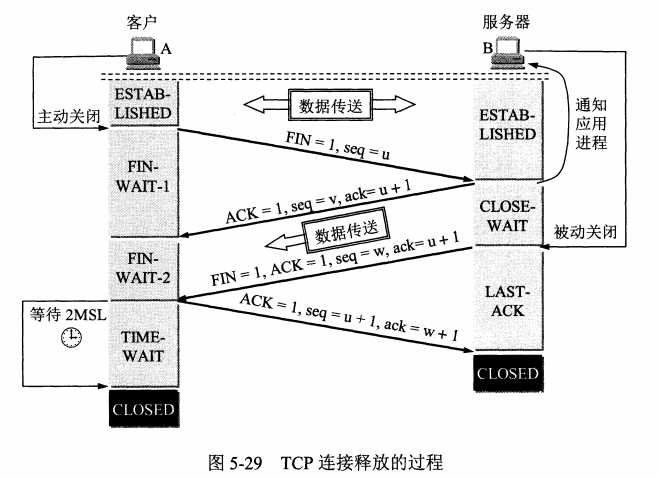 客户
服务器
A
B
ESTAB-
LISHED
数据传送
通知
应用
进程
主动关闭
FIN = 1, seq = u
ESTAB-
LISHED
FIN-
WAIT-1
ACK = 1, seq = v, ack= u + 1
CLOSE-
WAIT
数据传送
被动关闭
FIN-
WAIT-2
FIN = 1, ACK = 1, seq = w, ack= u + 1
等待 2MSL
ACK = 1, seq = u + 1, ack = w + 1
LAST-
ACK
TIME-
WAIT
CLOSED
CLOSED
图 5-29 TCP 连接释放的过程